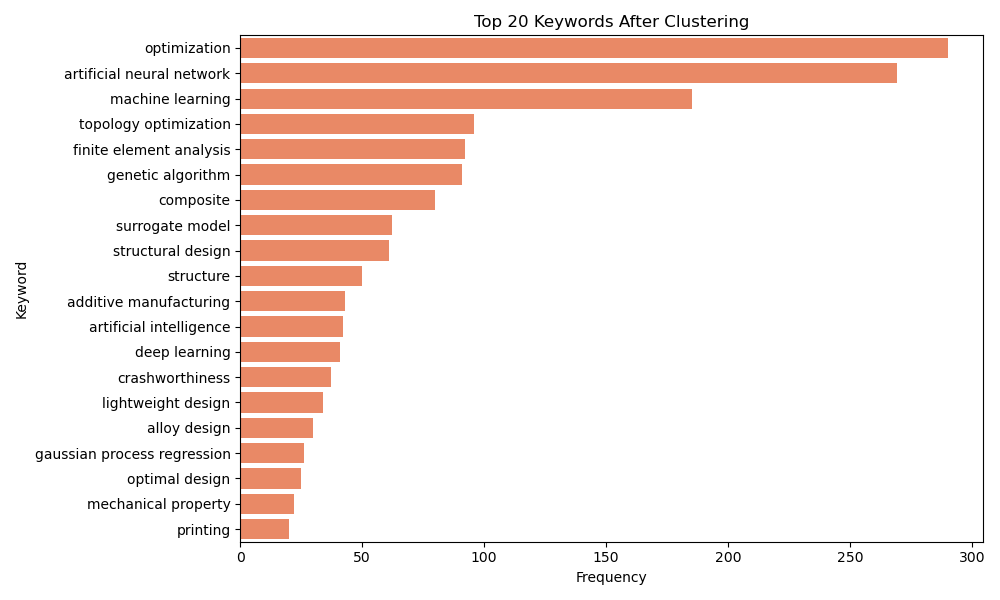 Top 20 Keywords After Clustering
optimization
artificial neural network
machine learning
topology optimization
finite element analysis
genetic algorithm
composite
surrogate model
structural design
structure
additive manufacturing
artificial intelligence
deep learning
crashworthiness
lightweight design
alloy design
gaussian process regression
optimal design
mechanical property
printing
Keyword
0 50 100 150 200 250 300
Frequency